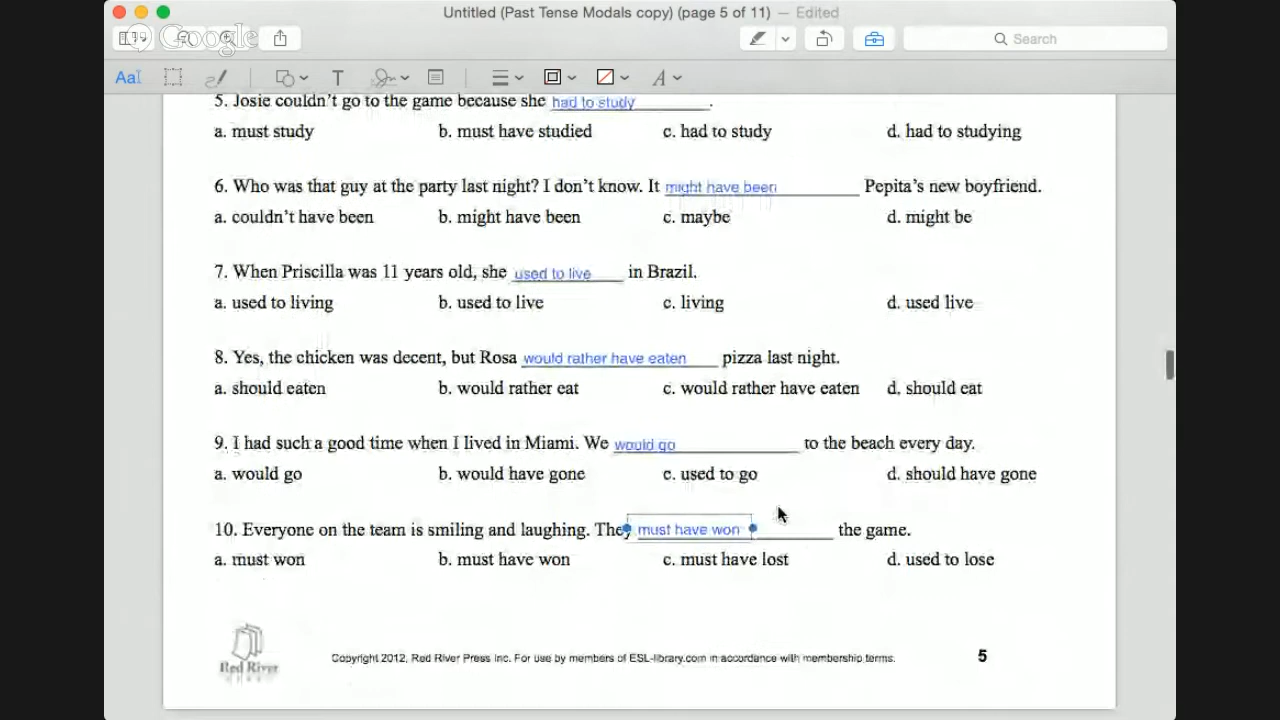 Untitled (Past Tense Modals copy) (page 5 of 11) — Edited
Google
Search
5. Josie couldn't go to the game because she had to study.
a. must study b. must have studied c. had to study d. had to studying
6. Who was that guy at the party last night? I don't know. It might have been Pepita's new boyfriend.
a. couldn't have been b. might have been c. maybe d. might be
7. When Priscilla was 11 years old, she used to live in Brazil.
a. used to living b. used to live c. living d. used live
8. Yes, the chicken was decent, but Rosa would rather have eaten pizza last night.
a. should eaten b. would rather eat c. would rather have eaten d. should eat
9. I had such a good time when I lived in Miami. We would go to the beach every day.
a. would go b. would have gone c. used to go d. should have gone
10. Everyone on the team is smiling and laughing. They must have won the game.
a. must won b. must have won c. must have lost d. used to lose
Red River
Copyright 2012, Red River Press Inc. For use by members of ESL-library.com in accordance with membership terms.
5